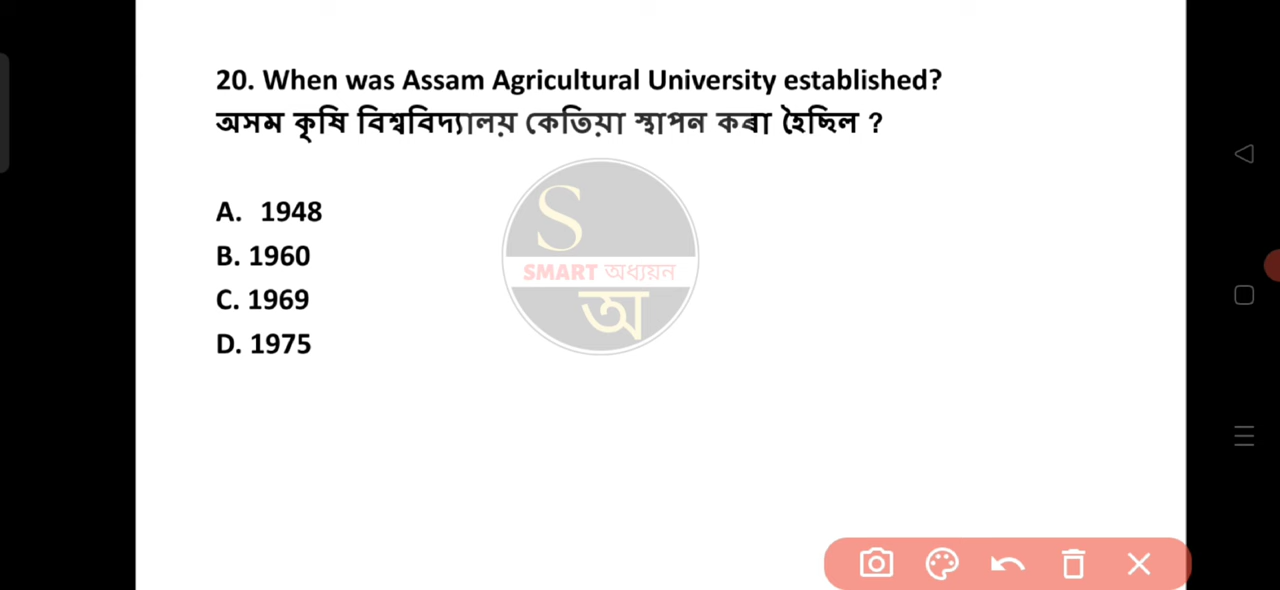 20. When was Assam Agricultural University established?
অসম কৃষি বিশ্ববিদ্যালয় কেতিয়া স্থাপন কৰা হৈছিল ?
A. 1948
B. 1960
C. 1969
D. 1975
S
SMART অধ্যয়ন
অ